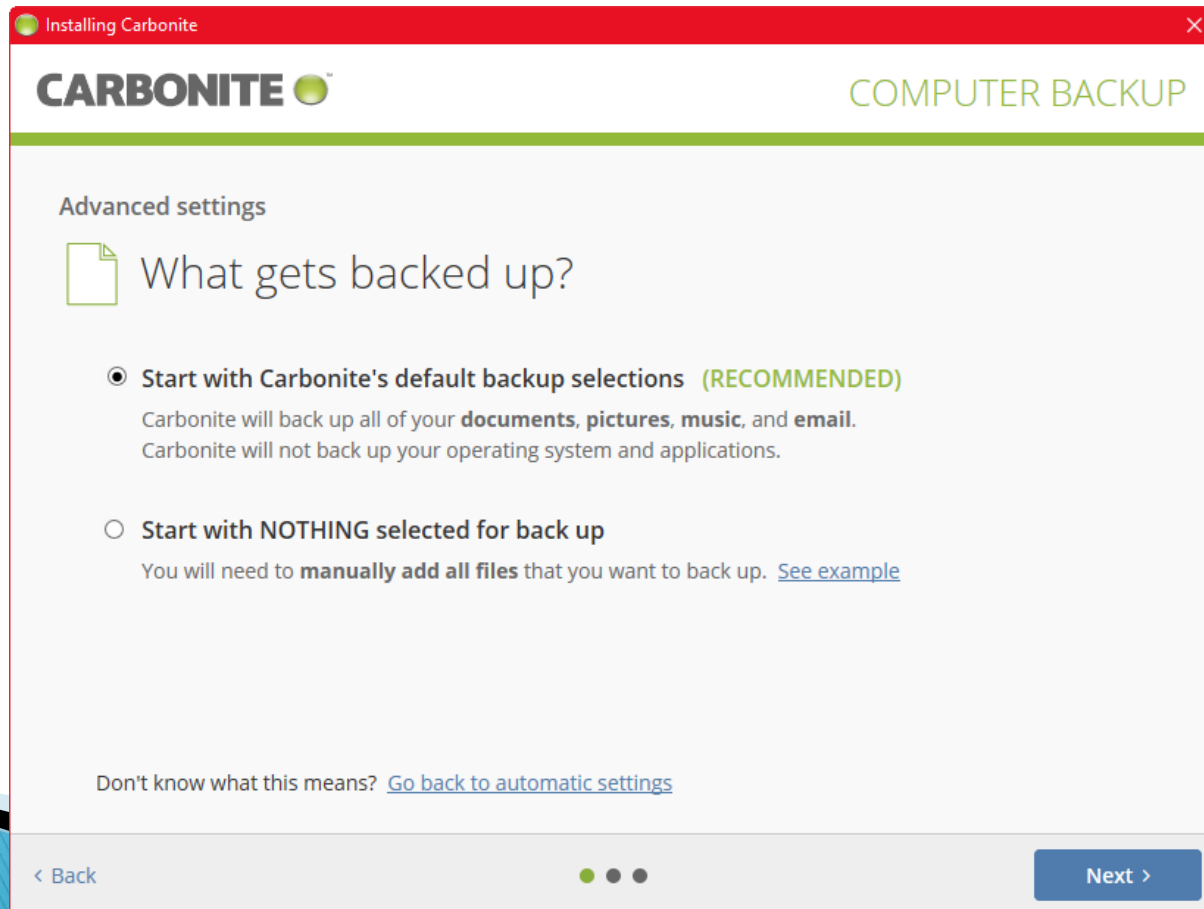 Installing Carbonite
CARBONITE
COMPUTER BACKUP
Advanced settings
What gets backed up?
Start with Carbonite's default backup selections (RECOMMENDED)
Carbonite will back up all of your documents, pictures, music, and email.
Carbonite will not back up your operating system and applications.
Start with NOTHING selected for back up
You will need to manually add all files that you want to back up. See example
Don't know what this means? Go back to automatic settings
< Back
Next >